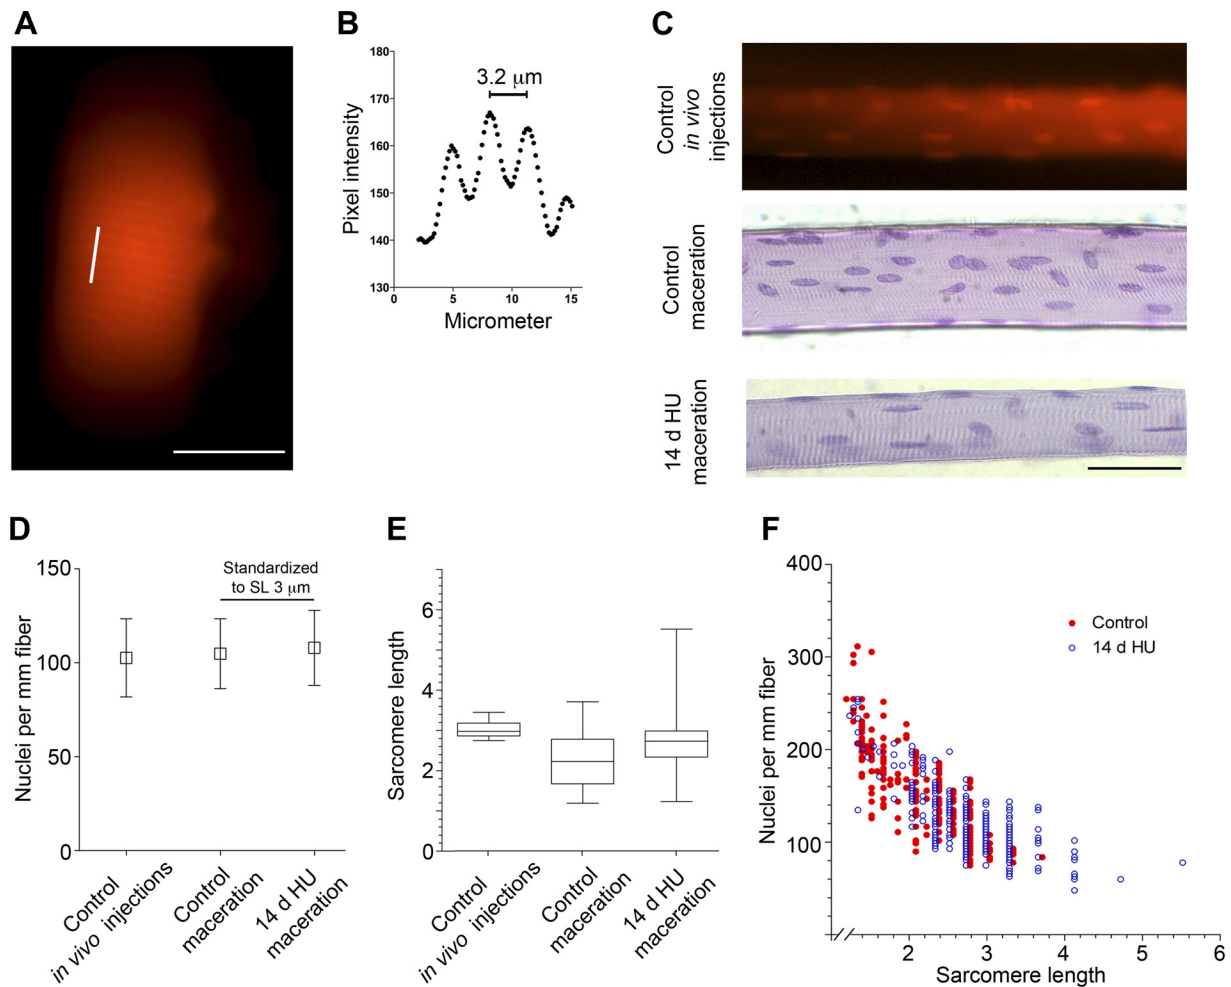 A
B
180
170
160
150
140
130
0
5
10
15
3.2 μm
Pixel intensity
Micrometer
C
Control
in vivo
injections
Control
maceration
14 d HU
maceration
D
150
100
50
0
Nuclei per mm fiber
Standardized
to SL 3 μm
Control
in vivo injections
Control
maceration
14 d HU
maceration
E
6
4
2
0
Sarcomere length
Control
in vivo injections
Control
maceration
14 d HU
maceration
F
400
300
200
100
Nuclei per mm fiber
Control
14 d HU
2
3
4
5
6
Sarcomere length